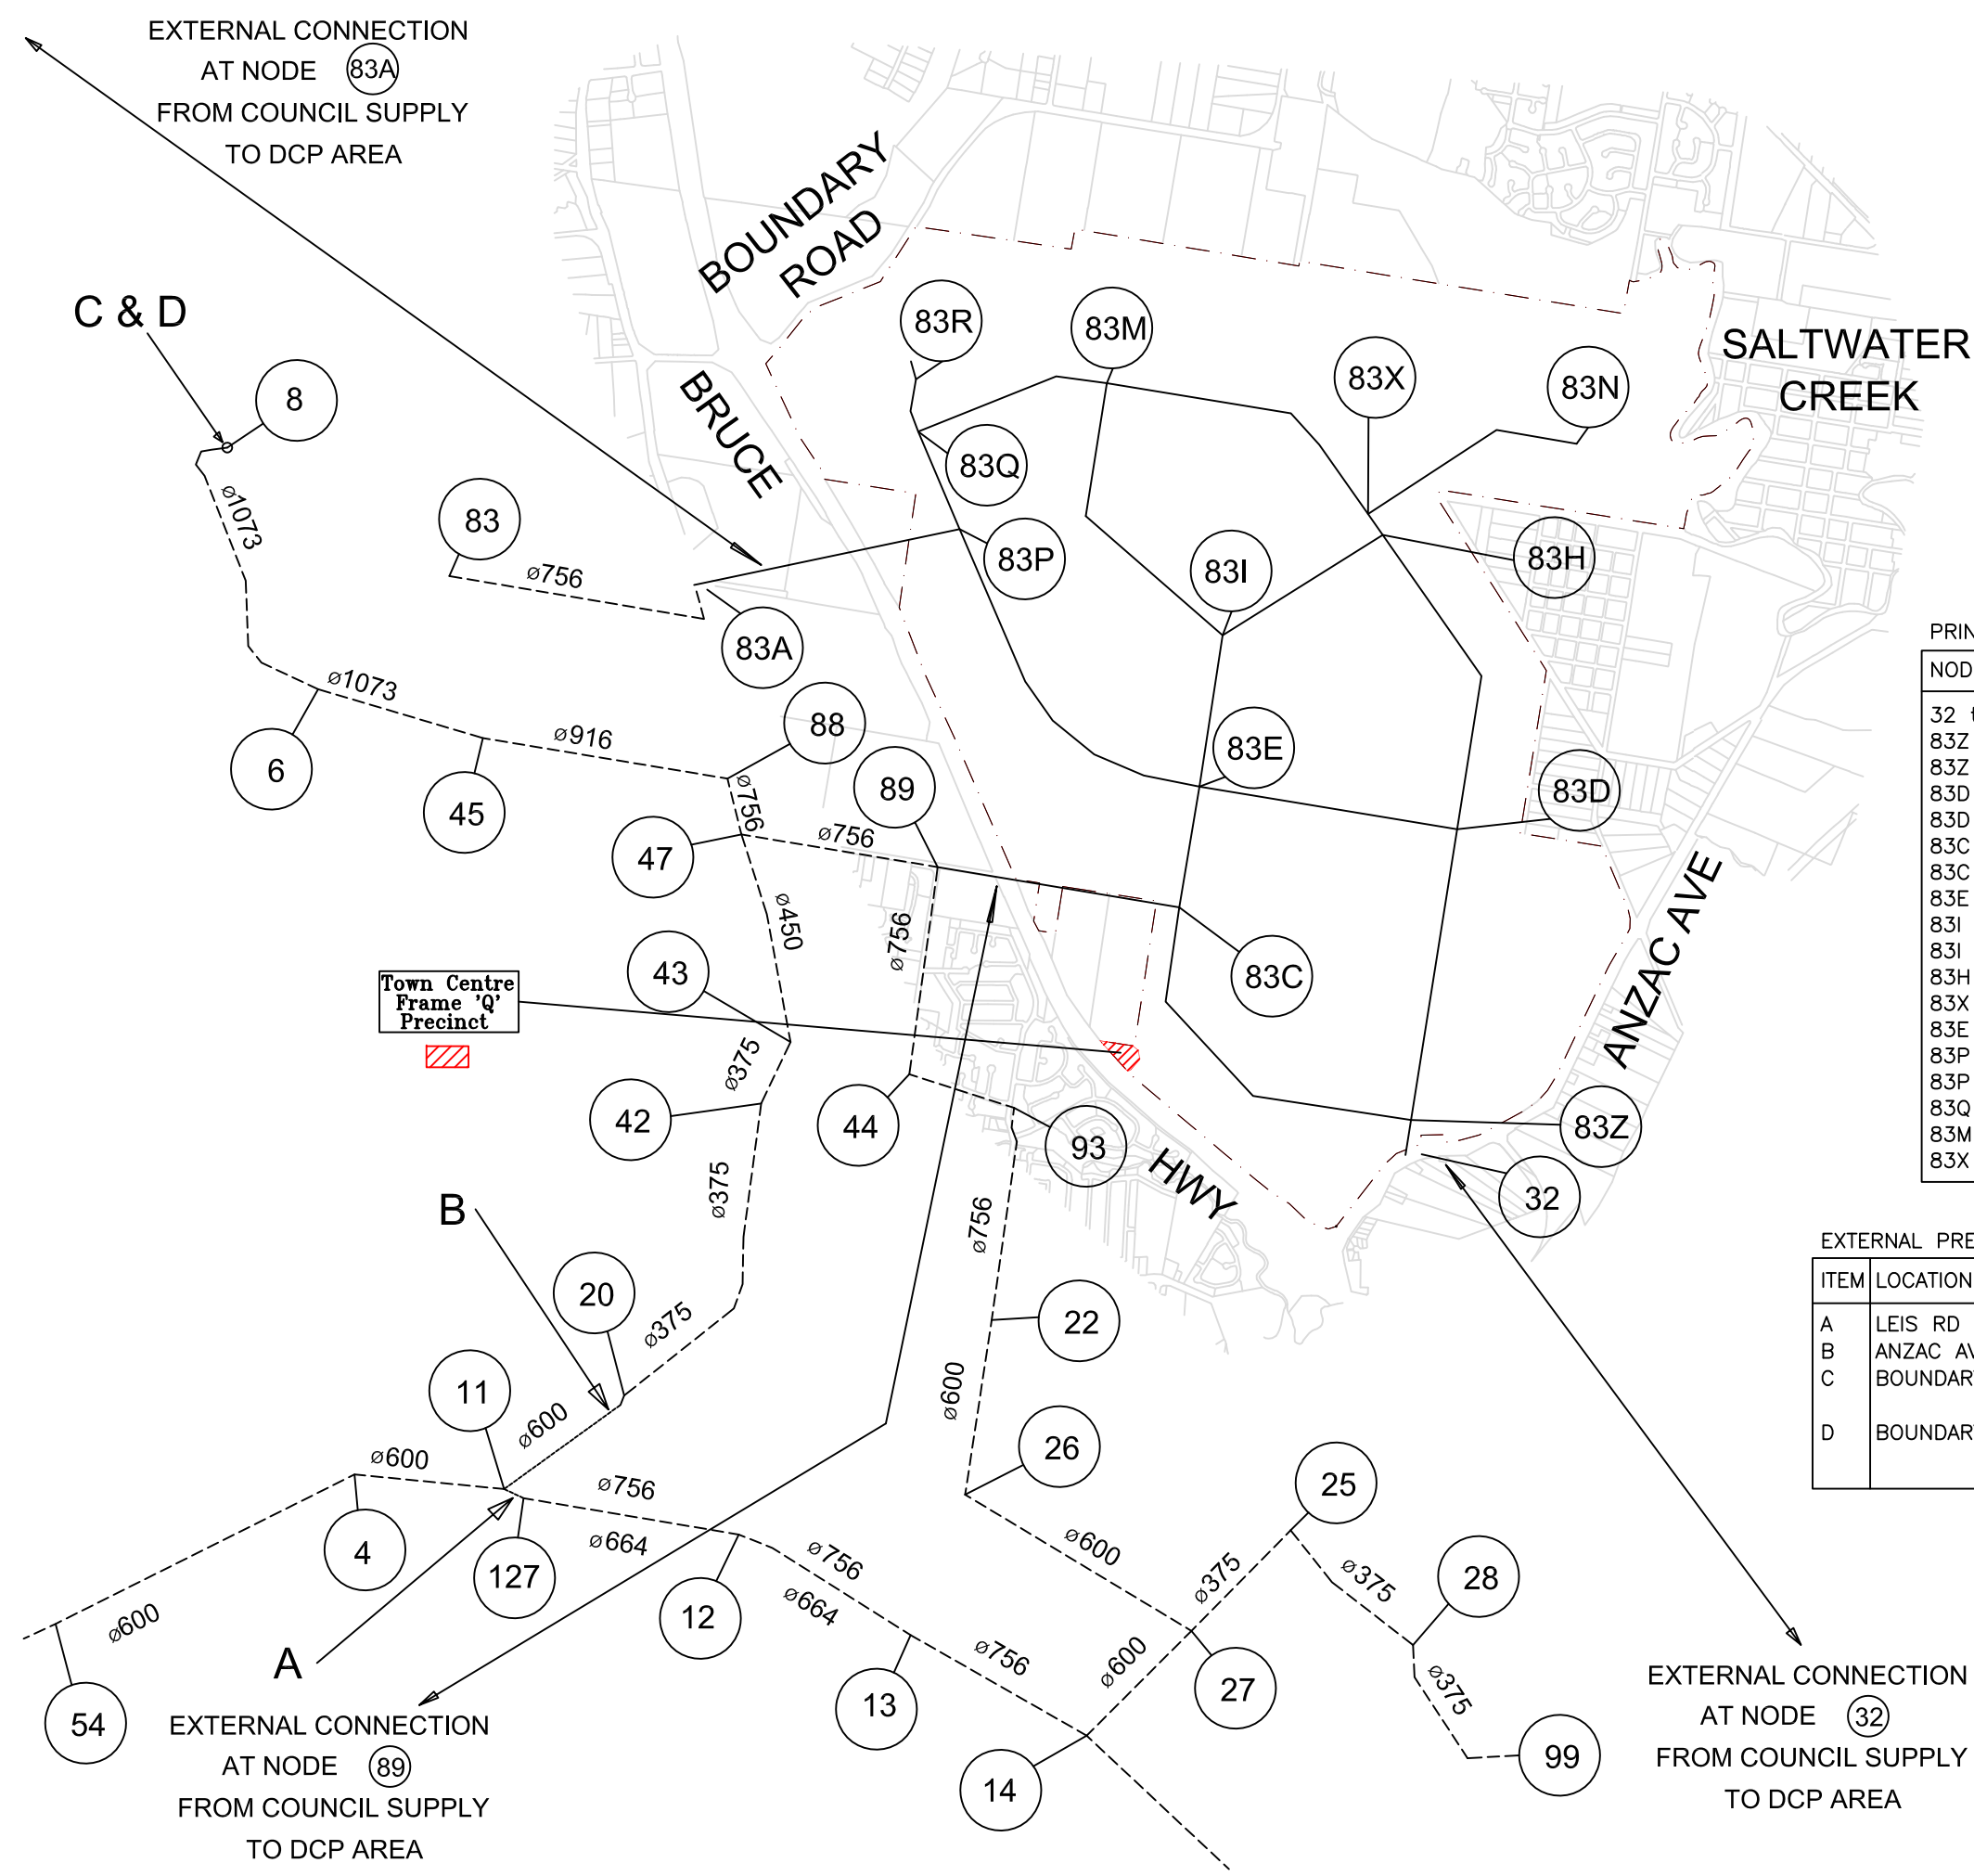 EXTERNAL CONNECTION
AT NODE 83A
FROM COUNCIL SUPPLY
TO DCP AREA
BOUNDARY
ROAD
C & D
83R
83M
SALTWATER
CREEK
83X
83N
BRUCE
8
83Q
ø1073
83
83P
83I
83H
ø756
83A
PRIN
NOD
ø1073
88
ø916
83E
6
45
89
ø756
83D
47
ø756
32 t
83Z
83Z
83D
83D
83C
83C
83E
83I
83I
83H
83X
83E
83P
83P
83Q
83M
83X
ø450
ø756
ANZAC AVE
43
83C
Town Centre
Frame 'Q'
Precinct
ø375
42
44
93
83Z
HWY
ø375
32
B
ø756
20
22
ø375
EXTERNAL PRE
ITEM LOCATION
A LEIS RD
B ANZAC AV
C BOUNDAR
D BOUNDAR
11
ø600
ø600
26
25
ø600
ø756
4
127
ø664
ø756
ø664
12
ø600
ø375
ø375
28
ø600
54
A
13
ø756
ø600
27
ø375
99
14
EXTERNAL CONNECTION
AT NODE 89
FROM COUNCIL SUPPLY
TO DCP AREA
EXTERNAL CONNECTION
AT NODE 32
FROM COUNCIL SUPPLY
TO DCP AREA